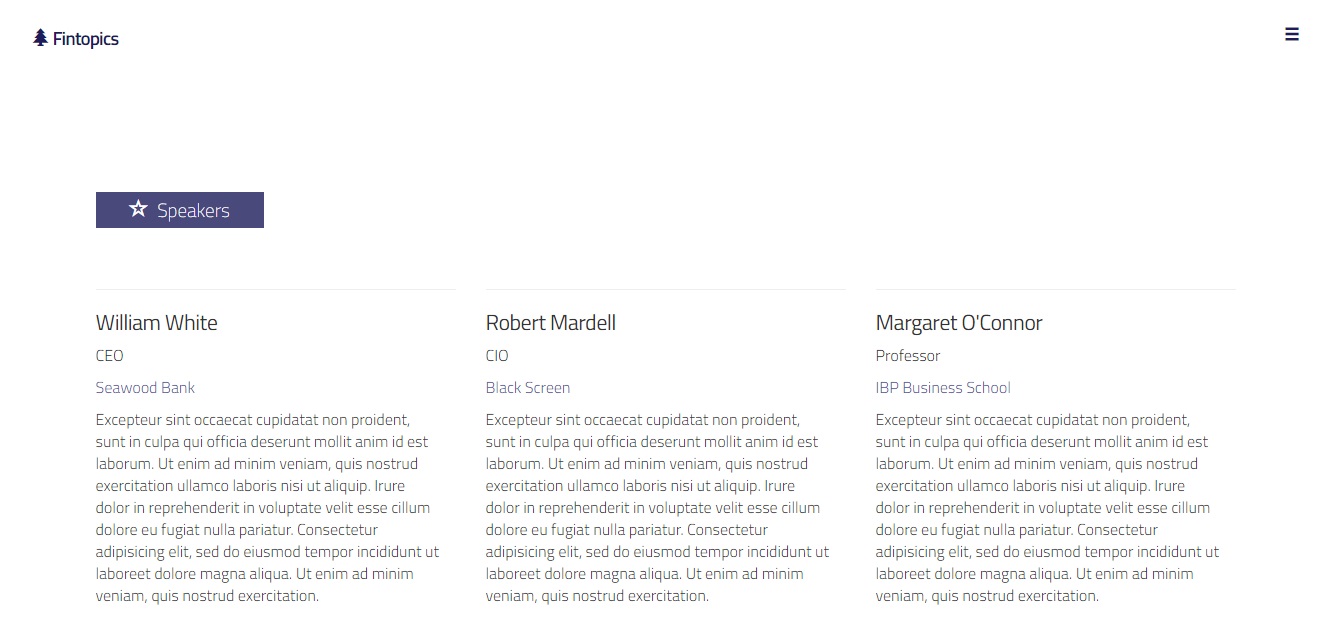 Fintopics
Speakers
William White
CEO
Seawood Bank
Excepteur sint occaecat cupidatat non proident,
sunt in culpa qui officia deserunt mollit anim id est
laborum. Ut enim ad minim veniam, quis nostrud
exercitation ullamco laboris nisi ut aliquip. Irure
dolor in reprehenderit in voluptate velit esse cillum
dolore eu fugiat nulla pariatur. Consectetur
adipisicing elit, sed do eiusmod tempor incididunt ut
laboreet dolore magna aliqua. Ut enim ad minim
veniam, quis nostrud exercitation.
Robert Mardell
CIO
Black Screen
Excepteur sint occaecat cupidatat non proident,
sunt in culpa qui officia deserunt mollit anim id est
laborum. Ut enim ad minim veniam, quis nostrud
exercitation ullamco laboris nisi ut aliquip. Irure
dolor in reprehenderit in voluptate velit esse cillum
dolore eu fugiat nulla pariatur. Consectetur
adipisicing elit, sed do eiusmod tempor incididunt ut
laboreet dolore magna aliqua. Ut enim ad minim
veniam, quis nostrud exercitation.
Margaret O'Connor
Professor
IBP Business School
Excepteur sint occaecat cupidatat non proident,
sunt in culpa qui officia deserunt mollit anim id est
laborum. Ut enim ad minim veniam, quis nostrud
exercitation ullamco laboris nisi ut aliquip. Irure
dolor in reprehenderit in voluptate velit esse cillum
dolore eu fugiat nulla pariatur. Consectetur
adipisicing elit, sed do eiusmod tempor incididunt ut
laboreet dolore magna aliqua. Ut enim ad minim
veniam, quis nostrud exercitation.